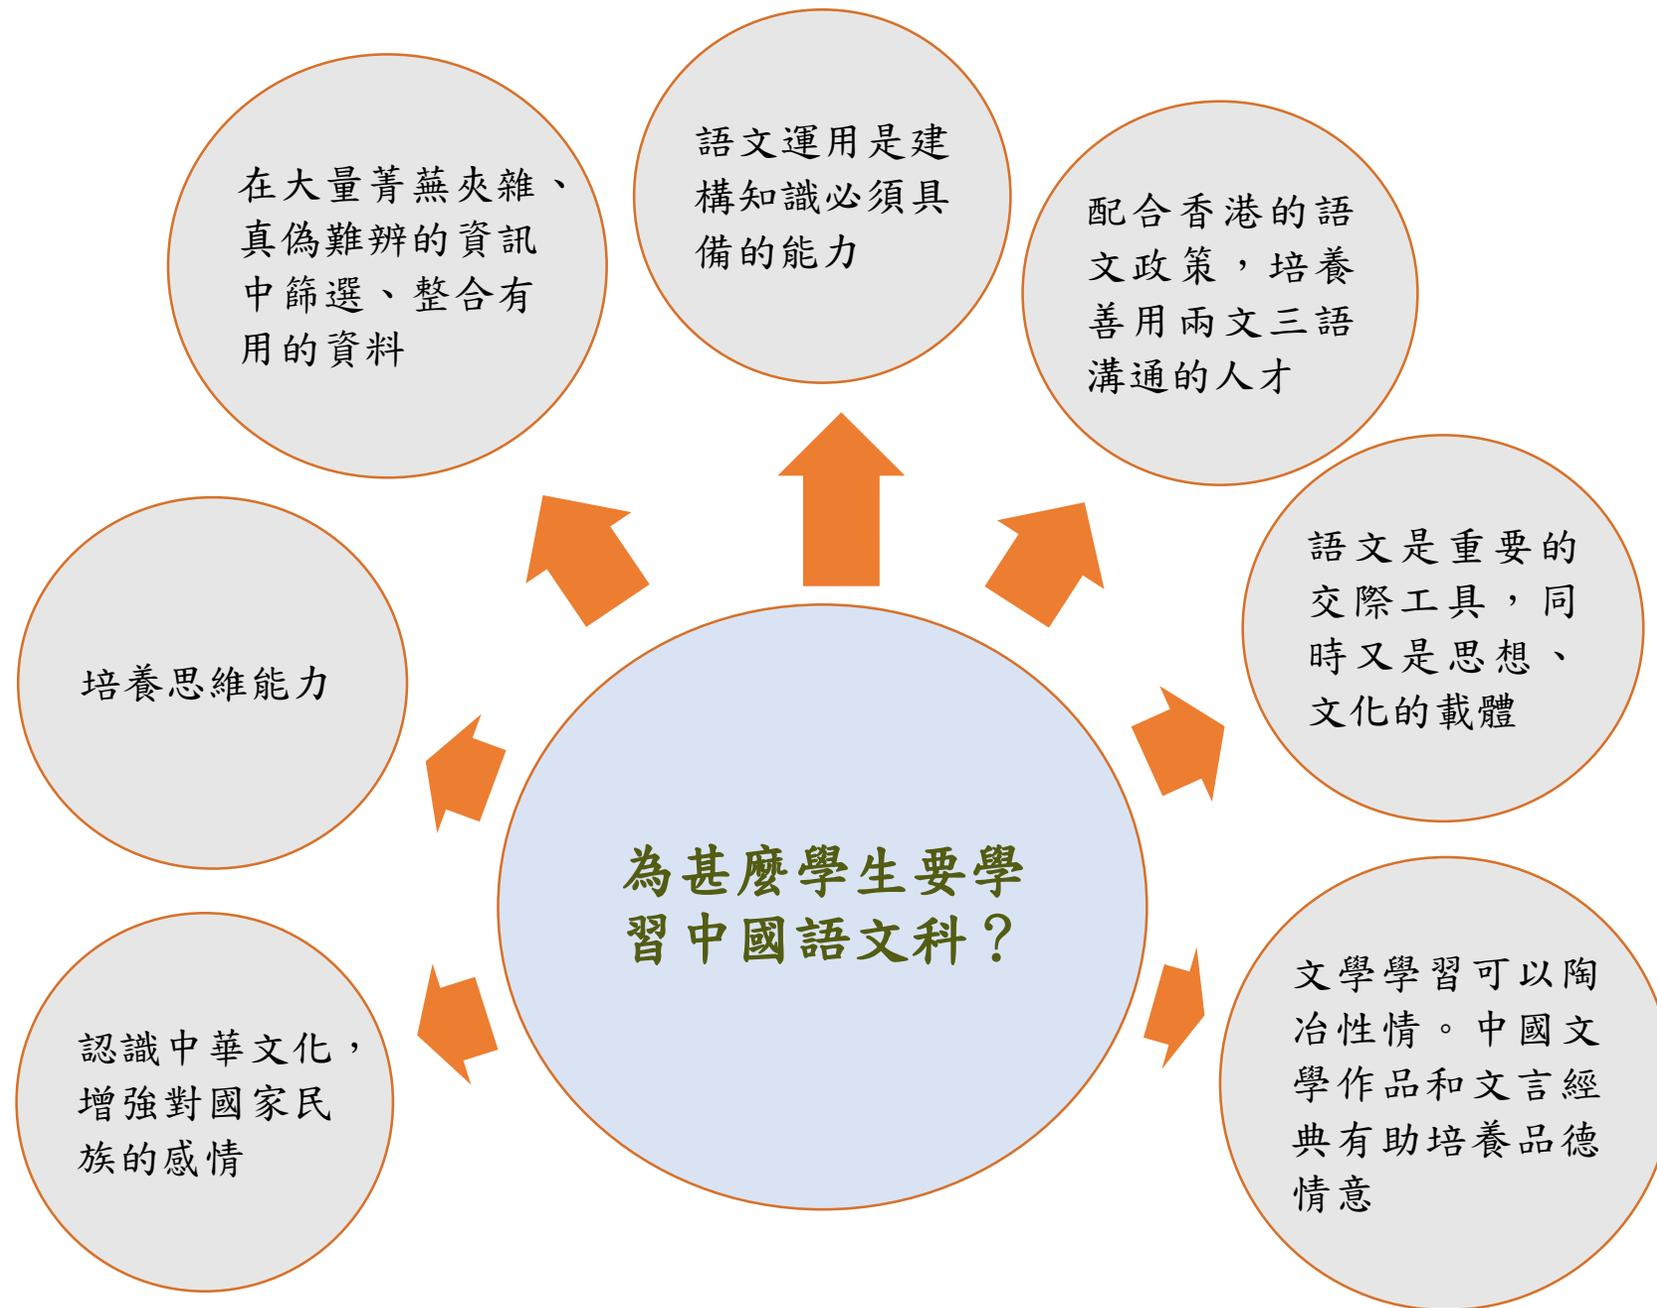 語文運用是建
構知識必須具
備的能力
在大量菁蕪夾雜、
真偽難辨的資訊
中篩選、整合有
用的資料
配合香港的語
文政策，培養
善用兩文三語
溝通的人才
語文是重要的
交際工具，同
時又是思想、
文化的載體
培養思維能力
為甚麼學生要學
習中國語文科？
文學學習可以陶
冶性情。中國文
學作品和文言經
典有助培養品德
情意
認識中華文化，
增強對國家民
族的感情